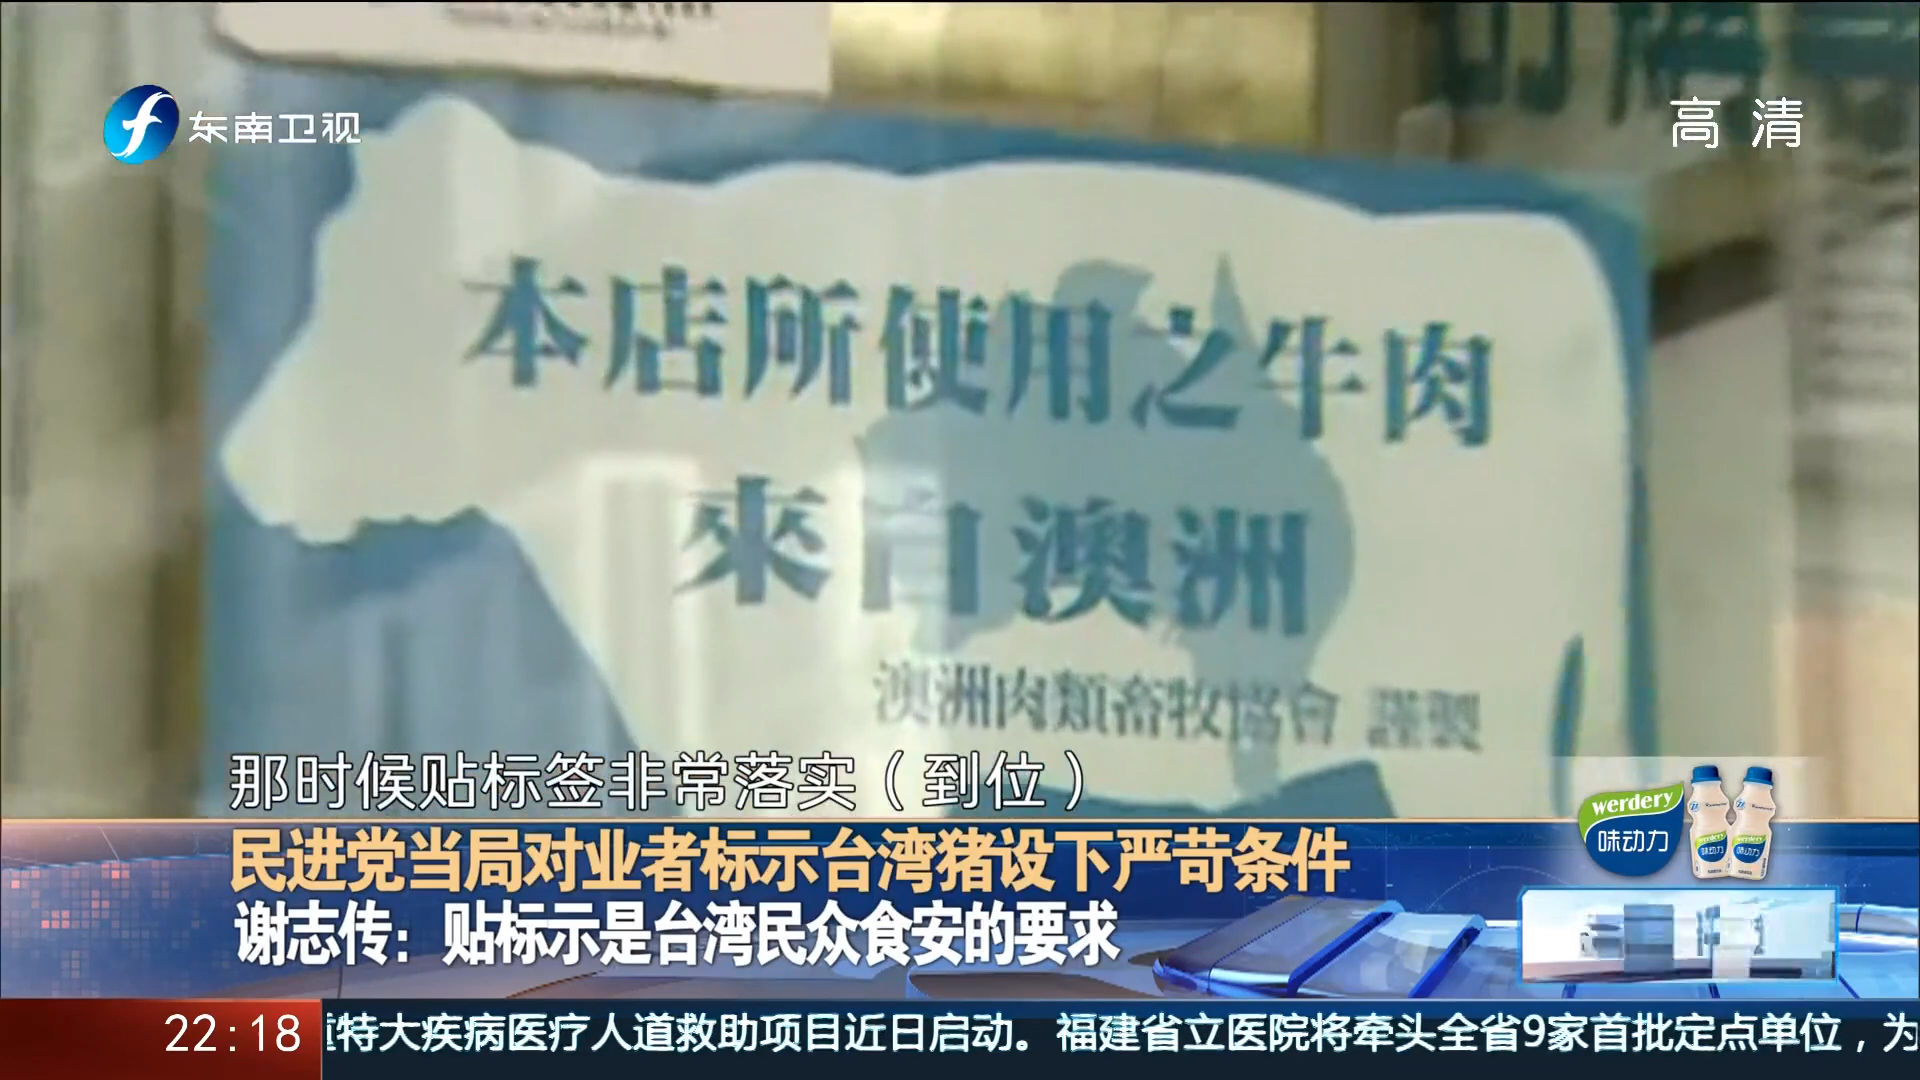 东南卫视
高清
本店所使用之牛肉
來自澳洲
澳洲肉類畜牧協會 謹製
那时候贴标签非常落实（到位）
werdery
味动力
民进党当局对业者标示台湾猪设下严苛条件
谢志传：贴标示是台湾民众食安的要求
22:18
特大疾病医疗人道救助项目近日启动。福建省立医院将牵头全省9家首批定点单位，为